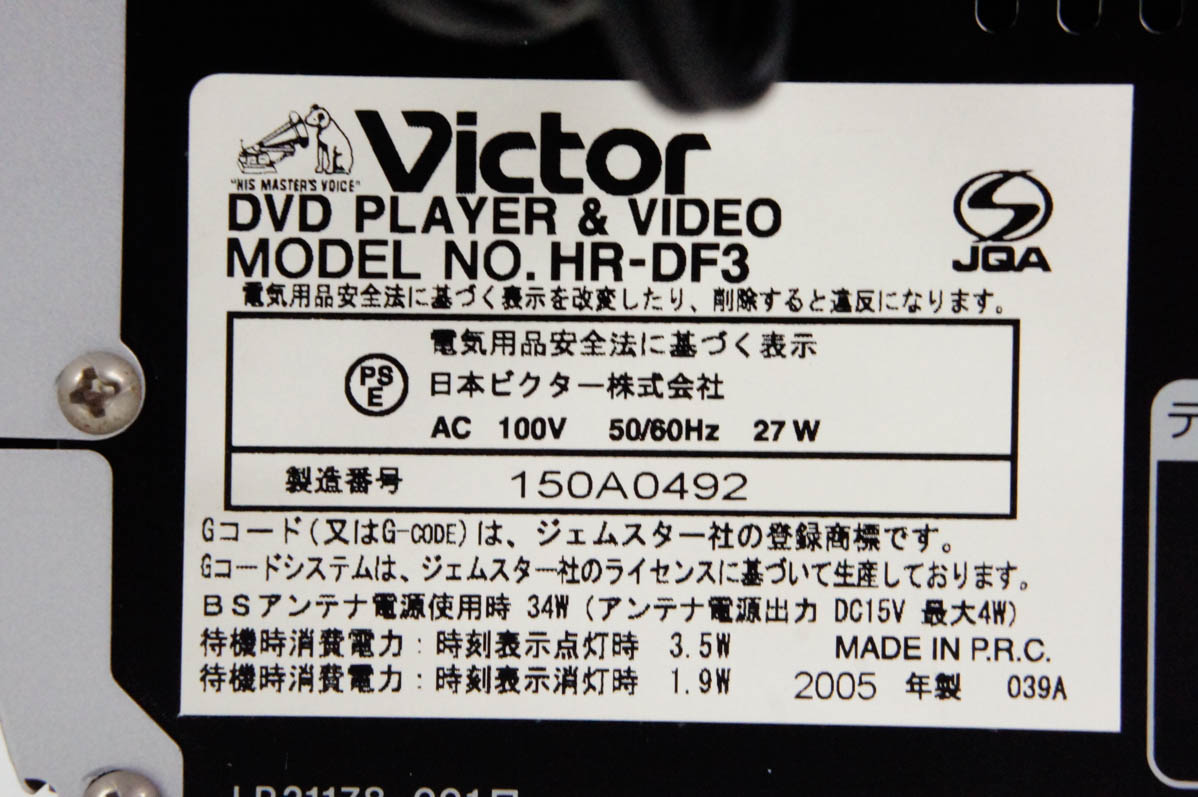 "HIS MASTER'S VOICE"
Victor
DVD PLAYER & VIDEO
MODEL NO. HR-DF3
JQA
電気用品安全法に基づく表示を改変したり、削除すると違反になります。
PS
E
電気用品安全法に基づく表示
日本ビクター株式会社
AC 100V 50/60Hz 27W
製造番号 150A0492
Gコード(又はG-CODE)は、ジェムスター社の登録商標です。
Gコードシステムは、ジェムスター社のライセンスに基づいて生産しております。
BSアンテナ電源使用時 34W (アンテナ電源出力 DC15V 最大4W)
待機時消費電力:時刻表示点灯時 3.5W MADE IN P.R.C.
待機時消費電力:時刻表示消灯時 1.9W 2005 年製 039A